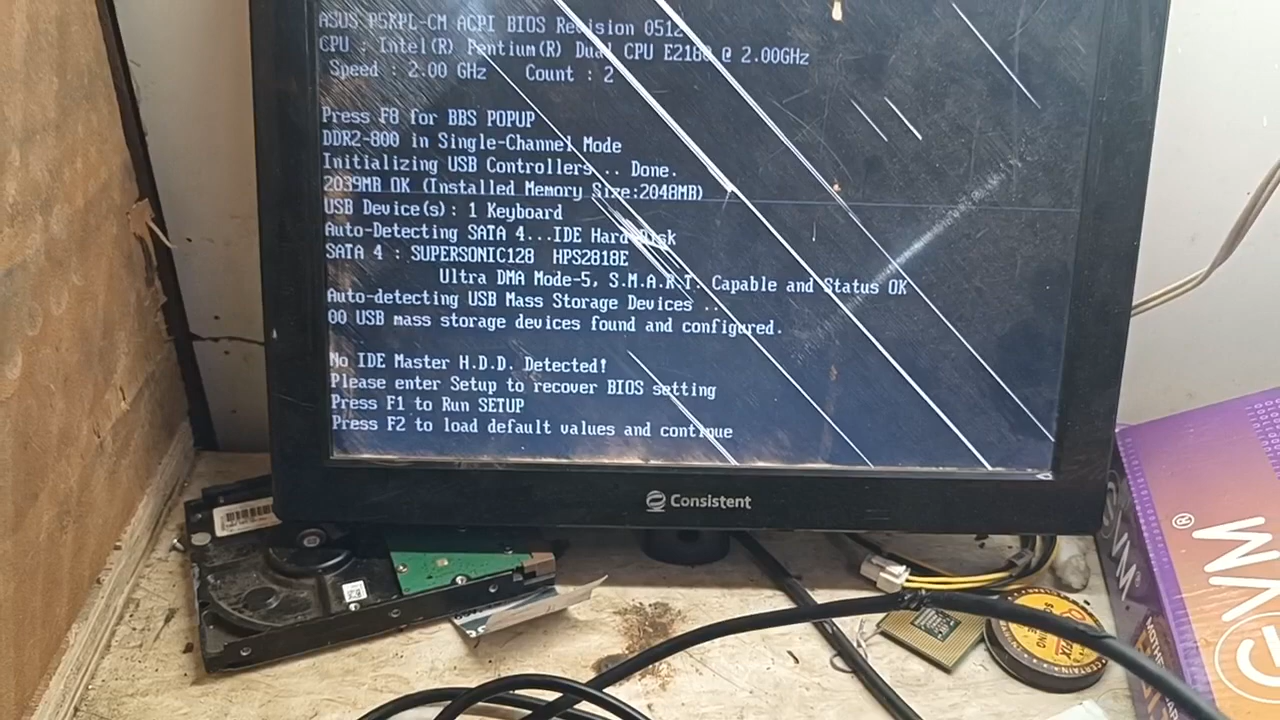 ASUS P5KPL-CM ACPI BIOS Revision 0512
CPU : Intel(R) Pentium(R) Dual CPU E2180 @ 2.00GHz
Speed : 2.00 GHz Count : 2
Press F8 for BBS POPUP
DDR2-800 in Single-Channel Mode
Initializing USB Controllers .. Done.
2039MB OK (Installed Memory Size:2048MB)
USB Device(s): 1 Keyboard
Auto-Detecting SATA 4...IDE Hard Disk
SATA 4 : SUPERSONIC128 HPS2818E
Ultra DMA Mode-5, S.M.A.R.T. Capable and Status OK
Auto-detecting USB Mass Storage Devices ..
00 USB mass storage devices found and configured.
No IDE Master H.D.D. Detected!
Please enter Setup to recover BIOS setting
Press F1 to Run SETUP
Press F2 to load default values and continue
Consistent
EVM®
EVM